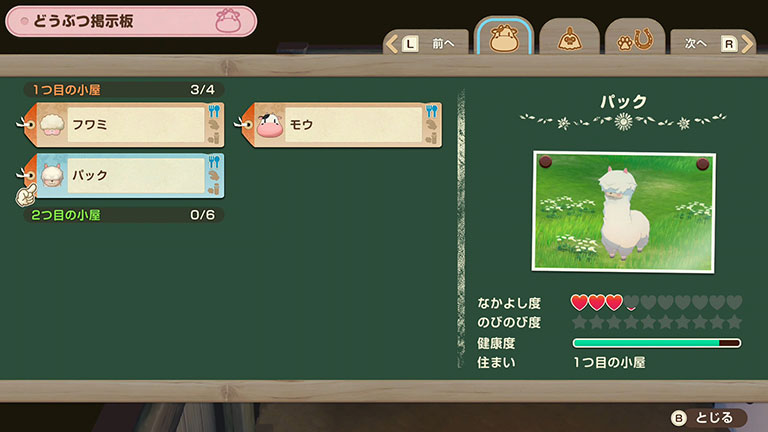 どうぶつ掲示板
L 前へ
次へ R
1つ目の小屋 3/4
フワミ
モウ
パック
2つ目の小屋 0/6
パック
なかよし度
のびのび度
健康度
住まい 1つ目の小屋
B とじる